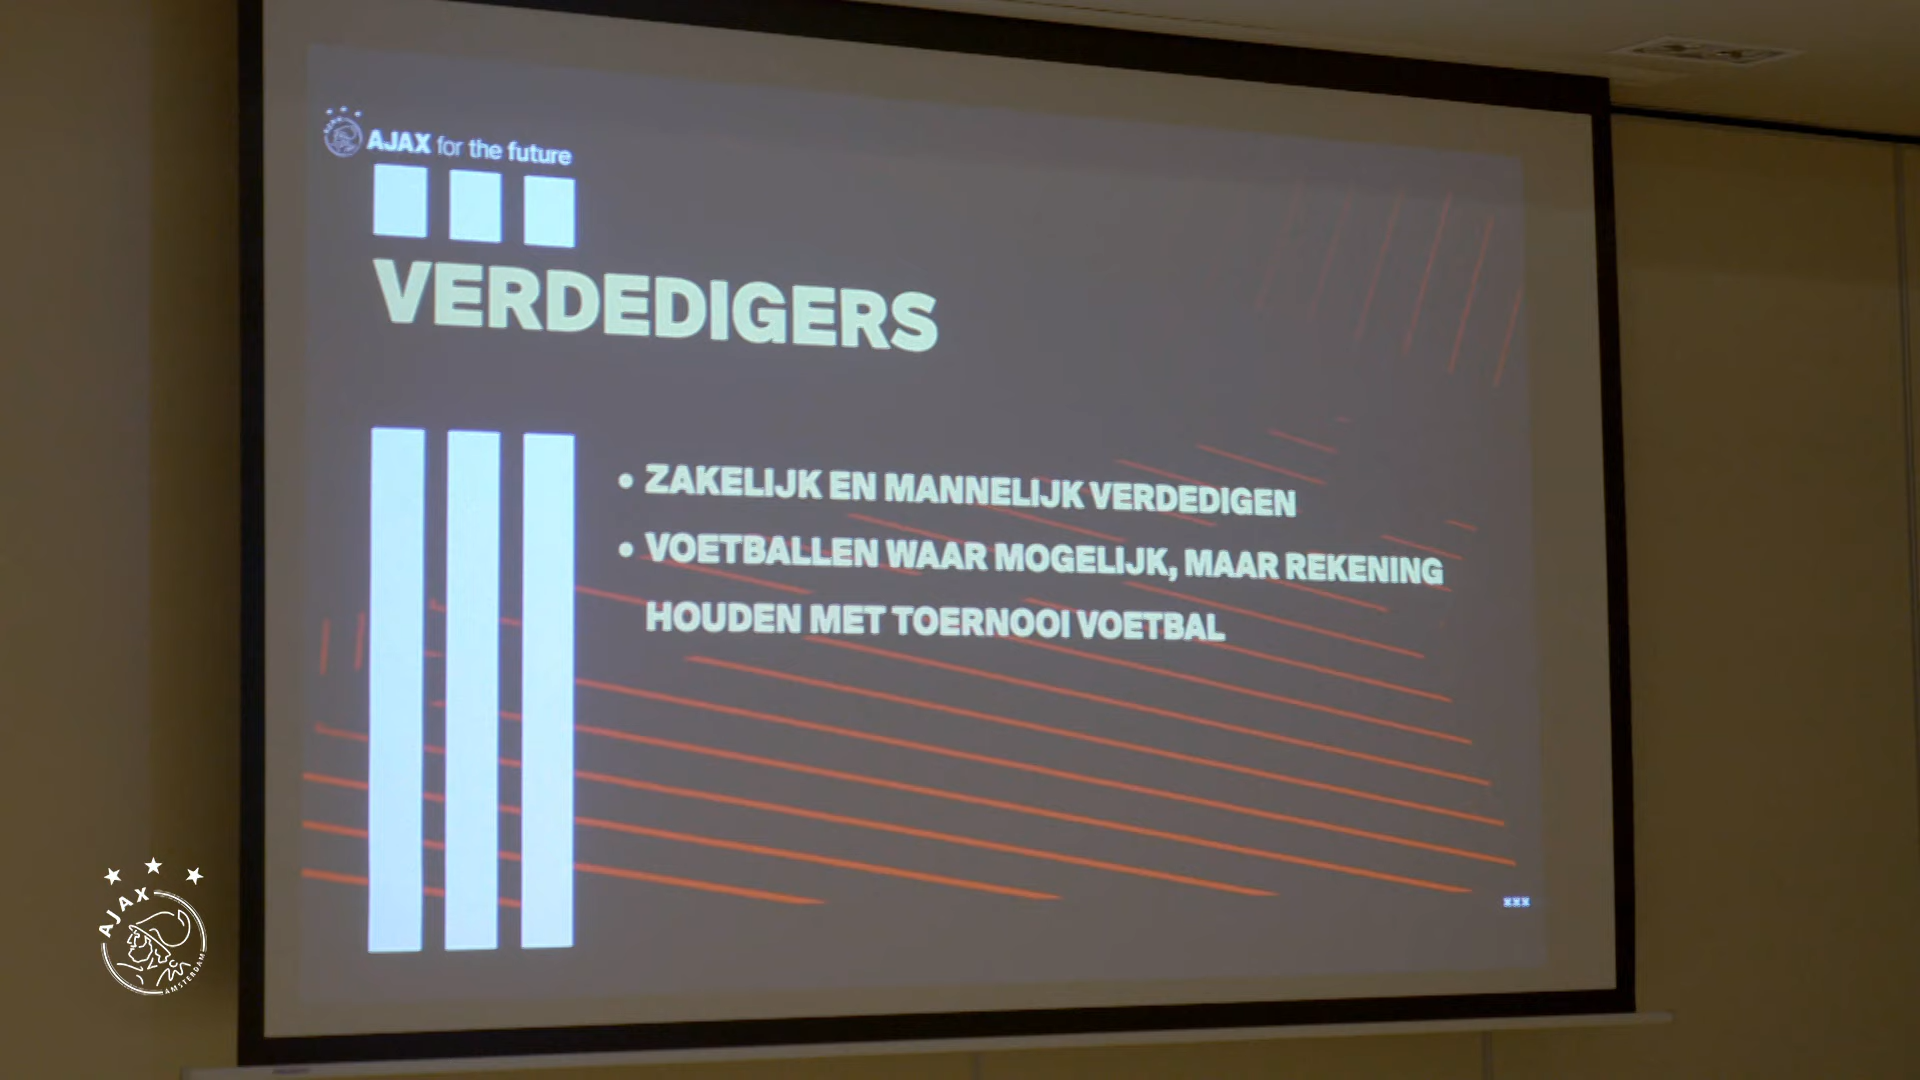 AJAX for the future
VERDEDIGERS
• ZAKELIJK EN MANNELIJK VERDEDIGEN
• VOETBALLEN WAAR MOGELIJK, MAAR REKENING
HOUDEN MET TOERNOOI VOETBAL
XXX
AJAX
AMSTERDAM